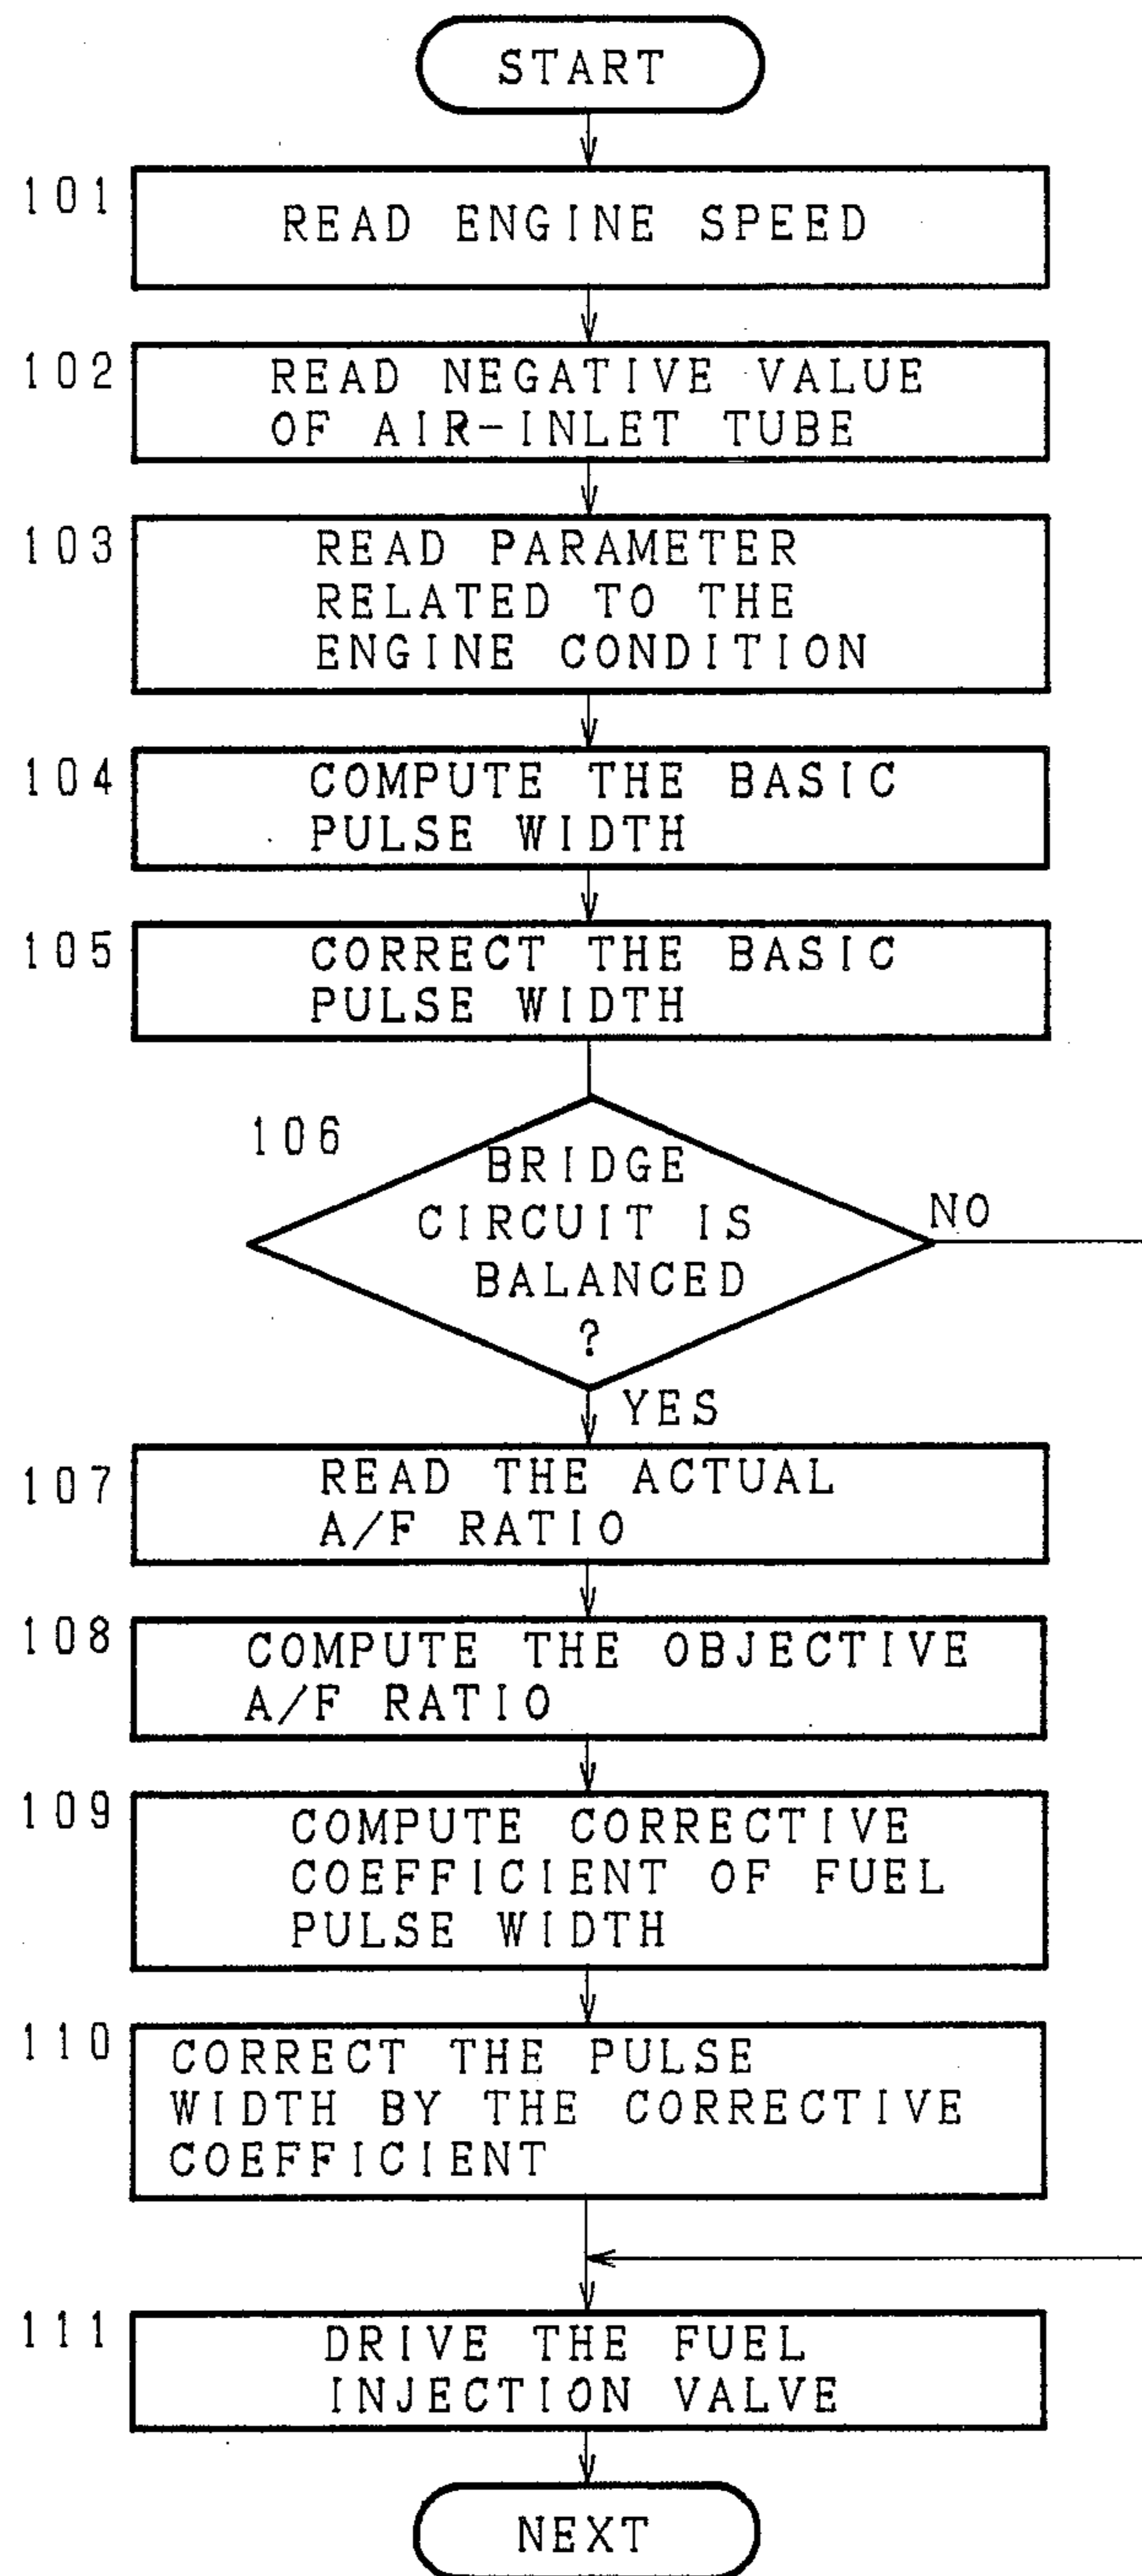 START
101
READ ENGINE SPEED
102
READ NEGATIVE VALUE
OF AIR-INLET TUBE
103
READ PARAMETER
RELATED TO THE
ENGINE CONDITION
104
COMPUTE THE BASIC
PULSE WIDTH
105
CORRECT THE BASIC
PULSE WIDTH
106
BRIDGE
CIRCUIT IS
BALANCED
?
NO
YES
107
READ THE ACTUAL
A/F RATIO
108
COMPUTE THE OBJECTIVE
A/F RATIO
109
COMPUTE CORRECTIVE
COEFFICIENT OF FUEL
PULSE WIDTH
110
CORRECT THE PULSE
WIDTH BY THE CORRECTIVE
COEFFICIENT
111
DRIVE THE FUEL
INJECTION VALVE
NEXT